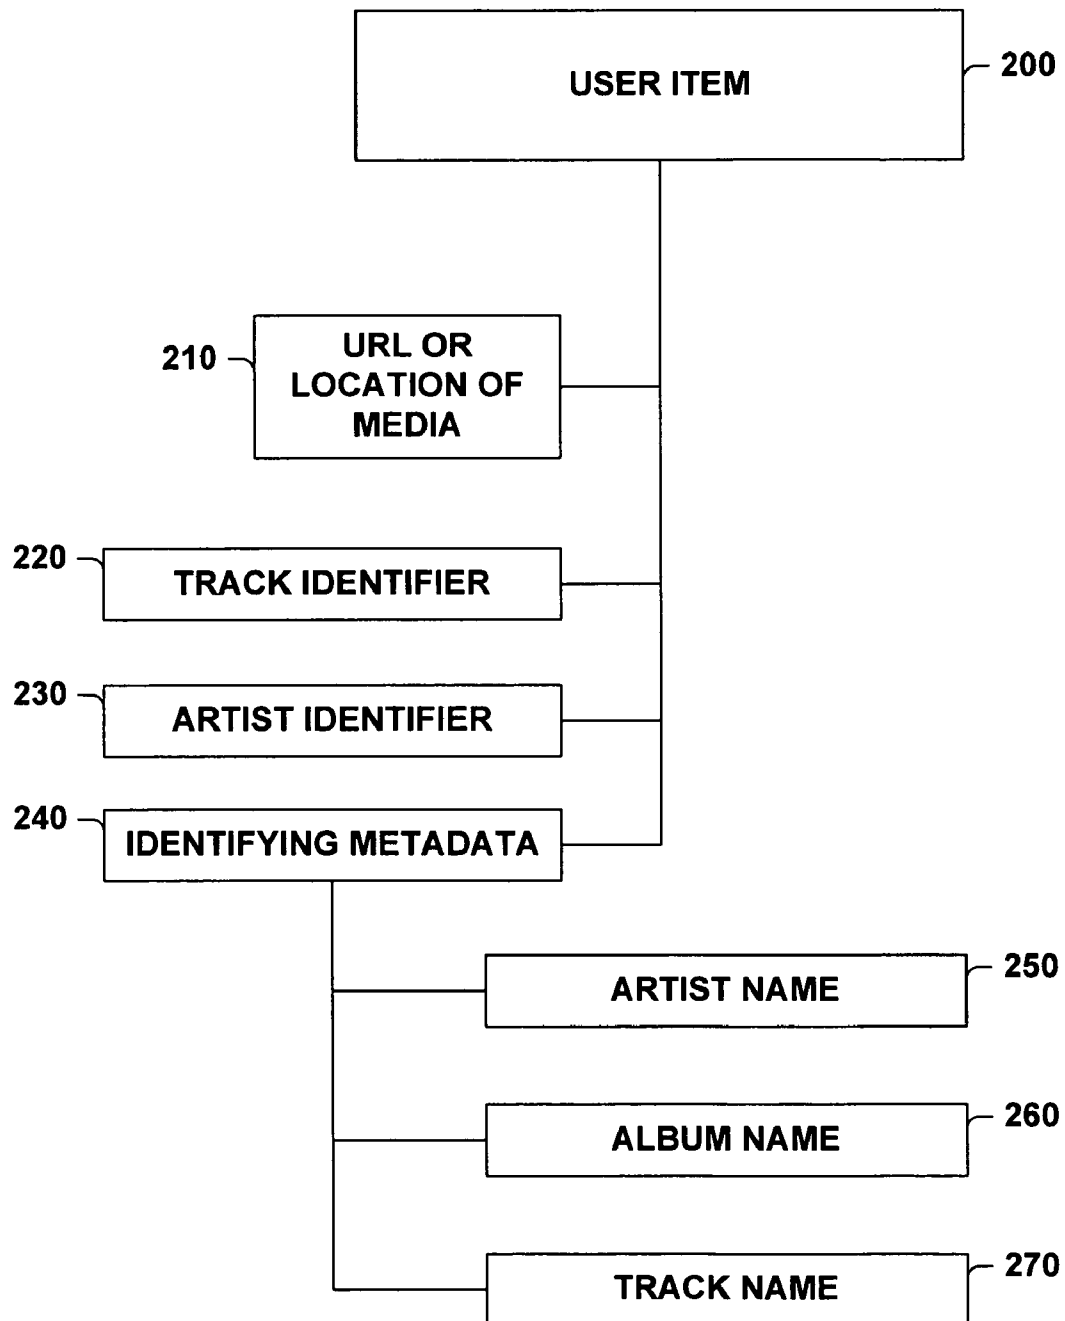 USER ITEM
200
210
URL OR
LOCATION OF
MEDIA
220
TRACK IDENTIFIER
230
ARTIST IDENTIFIER
240
IDENTIFYING METADATA
ARTIST NAME
250
ALBUM NAME
260
TRACK NAME
270